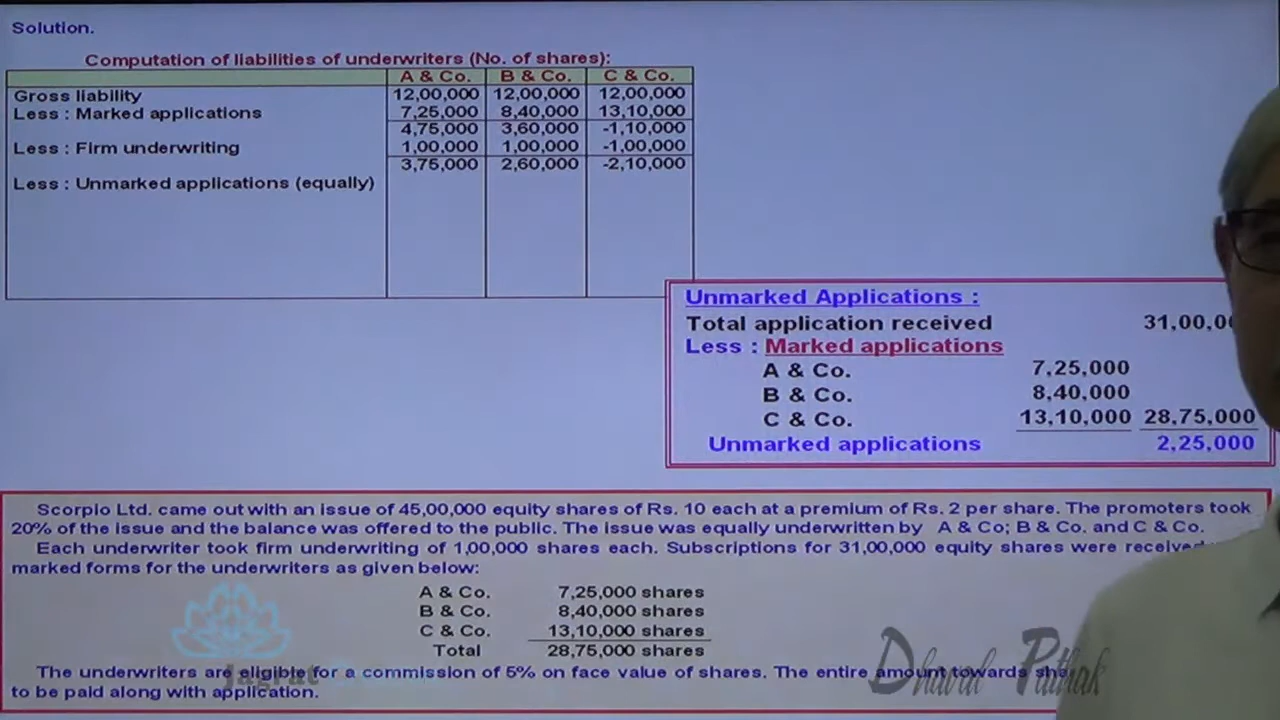 Solution.
Computation of liabilities of underwriters (No. of shares):
A & Co. B & Co. C & Co.
Gross liability 12,00,000 12,00,000 12,00,000
Less : Marked applications 7,25,000 8,40,000 13,10,000
4,75,000 3,60,000 -1,10,000
Less : Firm underwriting 1,00,000 1,00,000 -1,00,000
3,75,000 2,60,000 -2,10,000
Less : Unmarked applications (equally)
Unmarked Applications :
Total application received 31,00,0
Less : Marked applications
A & Co. 7,25,000
B & Co. 8,40,000
C & Co. 13,10,000 28,75,000
Unmarked applications 2,25,000
Scorpio Ltd. came out with an issue of 45,00,000 equity shares of Rs. 10 each at a premium of Rs. 2 per share. The promoters took
20% of the issue and the balance was offered to the public. The issue was equally underwritten by A & Co; B & Co. and C & Co.
Each underwriter took firm underwriting of 1,00,000 shares each. Subscriptions for 31,00,000 equity shares were received
marked forms for the underwriters as given below:
A & Co. 7,25,000 shares
B & Co. 8,40,000 shares
C & Co. 13,10,000 shares
Total 28,75,000 shares
The underwriters are eligible for a commission of 5% on face value of shares. The entire amount towards sha
to be paid along with application.
Jagrat
Dhaval Pathak